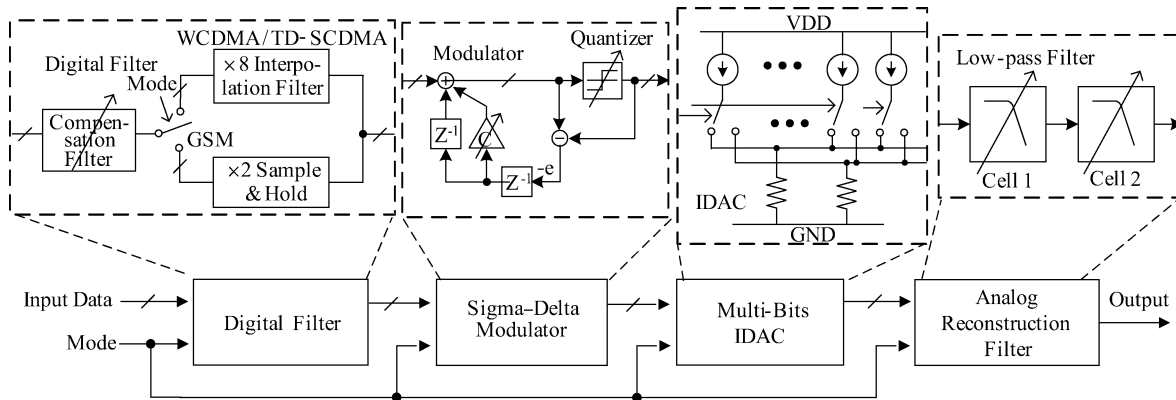 WCDMA/TD-SCDMA
Digital Filter
Mode
×8 Interpo-
lation Filter
Compen-
sation
Filter
GSM
×2 Sample
& Hold
Modulator
Quantizer
Z-1
C
Z-1
-e
VDD
IDAC
GND
Low-pass Filter
Cell 1
Cell 2
Input Data
Mode
Digital Filter
Sigma–Delta
Modulator
Multi-Bits
IDAC
Analog
Reconstruction
Filter
Output